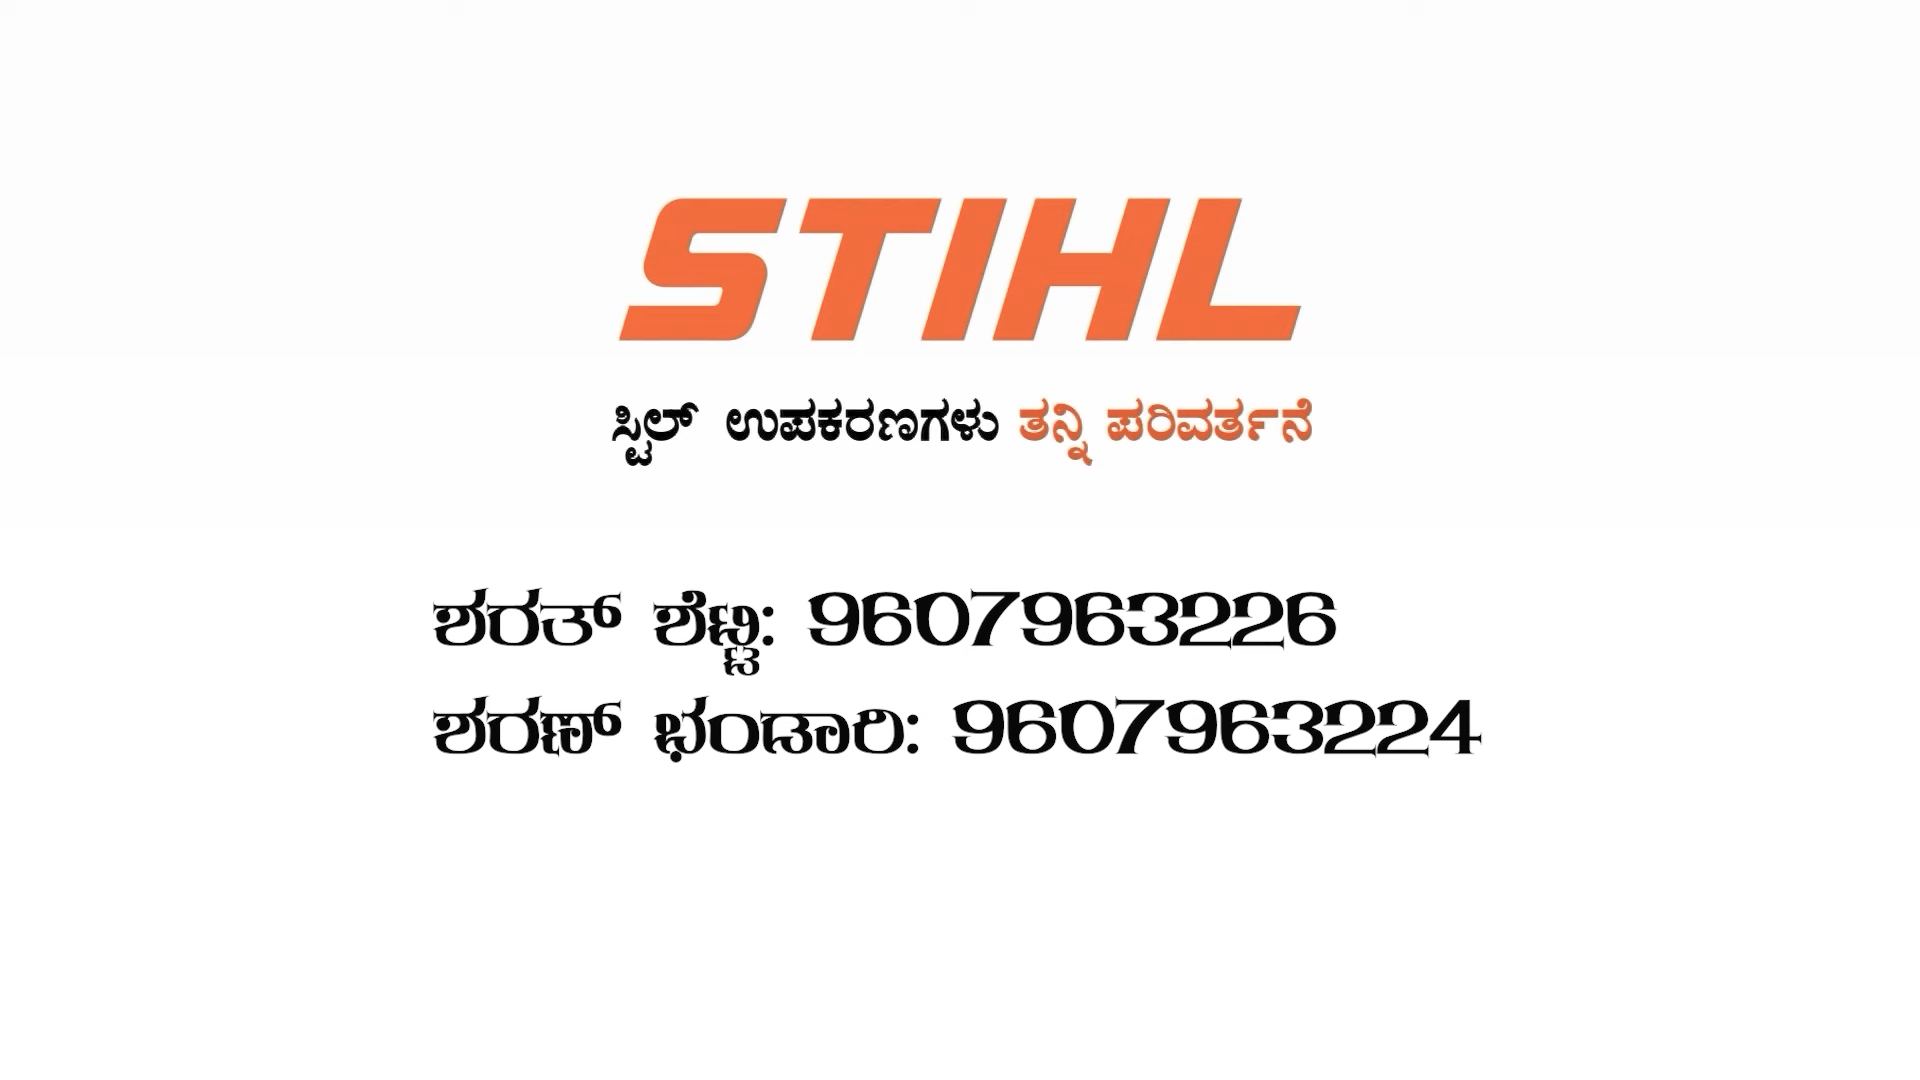 STIHL
ಸ್ಟಿಲ್ ಉಪಕರಣಗಳು ತನ್ನಿ ಪರಿವರ್ತನೆ
ಶರತ್ ಶೆಟ್ಟಿ: 9607963226
ಶರಣ್ ಭಂಡಾರಿ: 9607963224